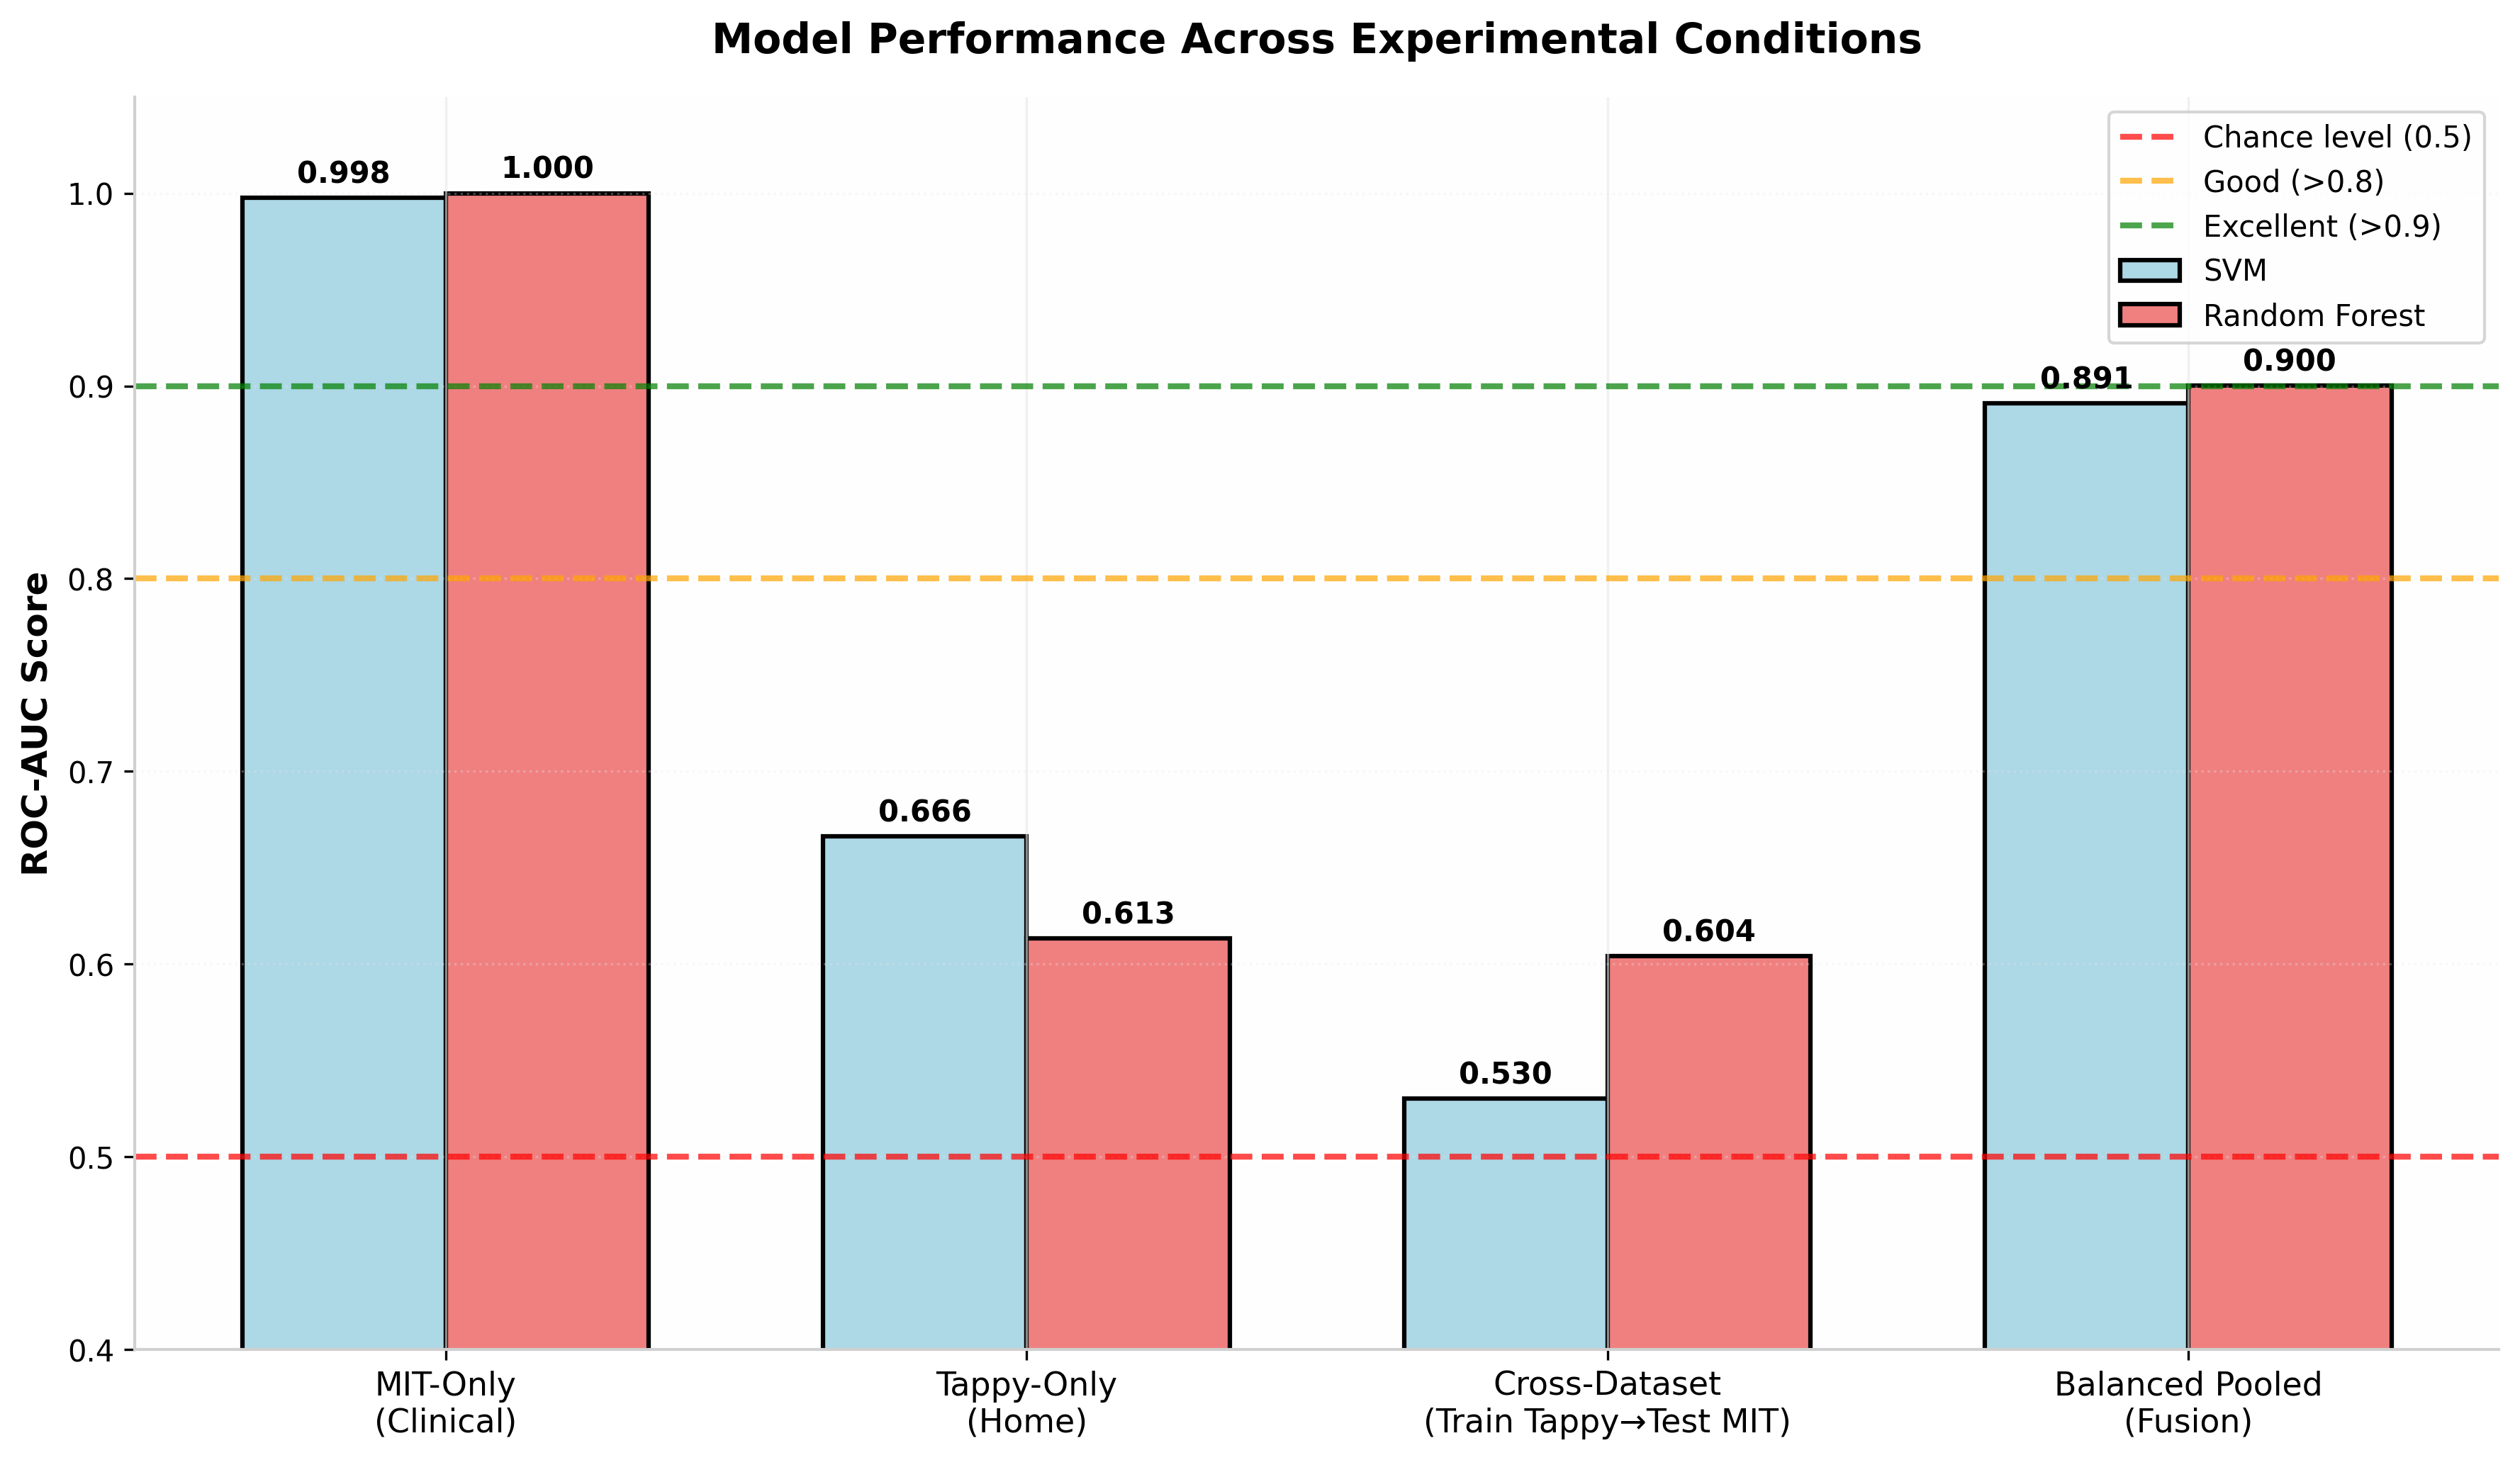 Model Performance Across Experimental Conditions
Chance level (0.5)
Good (>0.8)
Excellent (>0.9)
SVM
Random Forest
ROC-AUC Score
1.0
0.9
0.8
0.7
0.6
0.5
0.4
0.998
1.000
0.666
0.613
0.530
0.604
0.891
0.900
MIT-Only
(Clinical)
Tappy-Only
(Home)
Cross-Dataset
(Train Tappy→Test MIT)
Balanced Pooled
(Fusion)